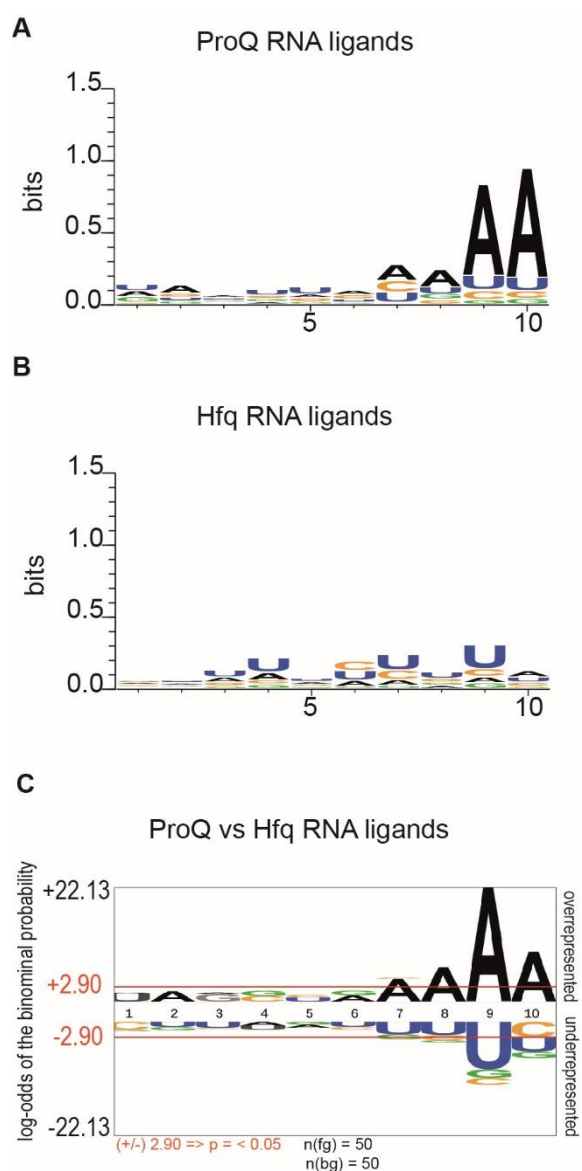 A
ProQ RNA ligands
1.5
1.0
0.5
0.0
bits
5
10
B
Hfq RNA ligands
1.5
1.0
0.5
0.0
bits
5
10
C
ProQ vs Hfq RNA ligands
log-odds of the binominal probability
+22.13
+2.90
-2.90
-22.13
1 2 3 4 5 6 7 8 9 10
overrepresented
underrepresented
(+/-) 2.90 => p = < 0.05 n(fg) = 50
n(bg) = 50